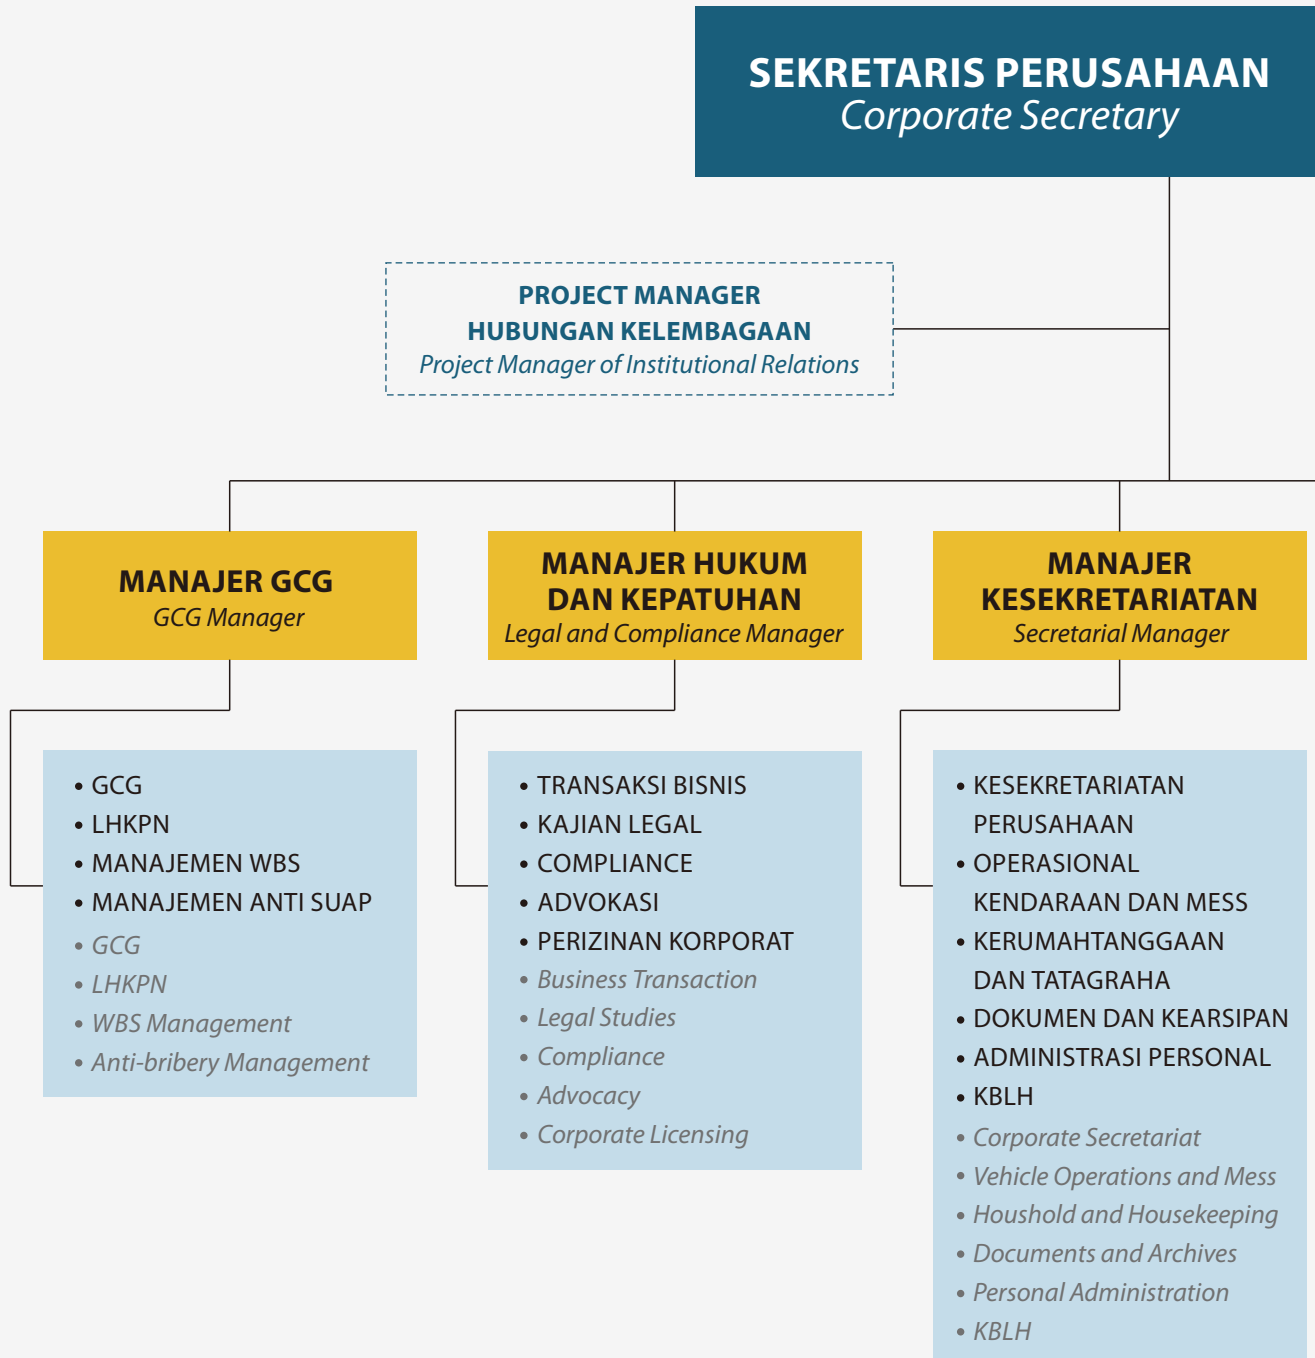 SEKRETARIS PERUSAHAAN
Corporate Secretary
PROJECT MANAGER
HUBUNGAN KELEMBAGAAN
Project Manager of Institutional Relations
MANAJER GCG
GCG Manager
MANAJER HUKUM
DAN KEPATUHAN
Legal and Compliance Manager
MANAJER
KESEKRETARIATAN
Secretarial Manager
• GCG
• LHKPN
• MANAJEMEN WBS
• MANAJEMEN ANTI SUAP
• GCG
• LHKPN
• WBS Management
• Anti-bribery Management
• TRANSAKSI BISNIS
• KAJIAN LEGAL
• COMPLIANCE
• ADVOKASI
• PERIZINAN KORPORAT
• Business Transaction
• Legal Studies
• Compliance
• Advocacy
• Corporate Licensing
• KESEKRETARIATAN
PERUSAHAAN
• OPERASIONAL
KENDARAAN DAN MESS
• KERUMAHTANGGAAN
DAN TATAGRAHA
• DOKUMEN DAN KEARSIPAN
• ADMINISTRASI PERSONAL
• KBLH
• Corporate Secretariat
• Vehicle Operations and Mess
• Houshold and Housekeeping
• Documents and Archives
• Personal Administration
• KBLH